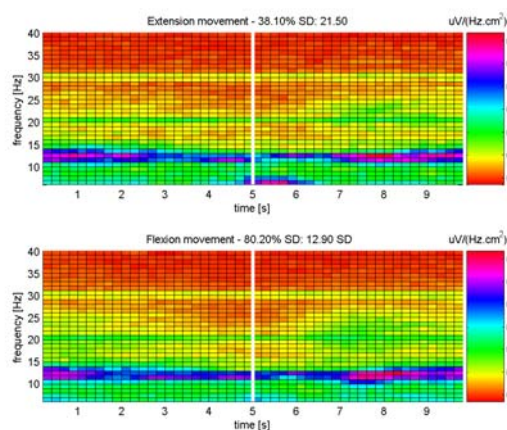 Extension movement - 38.10% SD: 21.50
uV/(Hz.cm²)
40
35
30
25
20
15
10
frequency [Hz]
1 2 3 4 5 6 7 8 9
time [s]
Flexion movement - 80.20% SD: 12.90 SD
uV/(Hz.cm²)
40
35
30
25
20
15
10
frequency [Hz]
1 2 3 4 5 6 7 8 9
time [s]